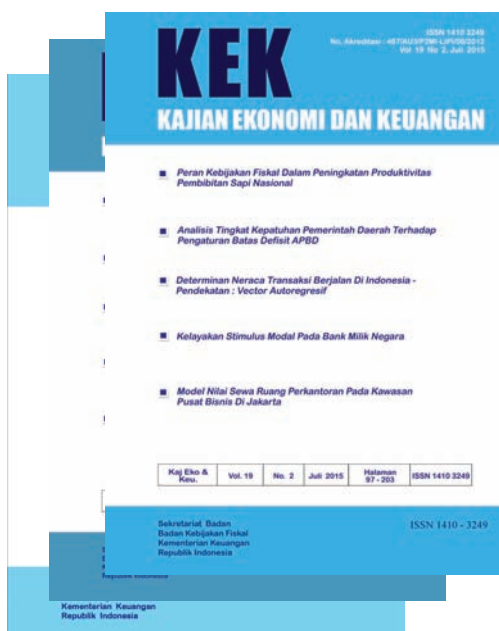 ISSN 1410 3249
No. Akreditasi : 487/AU3/P2MI-LIPI/08/2012
Vol 19 No 2, Juli 2015
KEK
KAJIAN EKONOMI DAN KEUANGAN
Peran Kebijakan Fiskal Dalam Peningkatan Produktivitas
Pembibitan Sapi Nasional
Analisis Tingkat Kepatuhan Pemerintah Daerah Terhadap
Pengaturan Batas Defisit APBD
Determinan Neraca Transaksi Berjalan Di Indonesia -
Pendekatan : Vector Autoregresif
Kelayakan Stimulus Modal Pada Bank Milik Negara
Model Nilai Sewa Ruang Perkantoran Pada Kawasan
Pusat Bisnis Di Jakarta
Kaj Eko & Keu. Vol. 19 No. 2 Juli 2015 Halaman 97 - 203 ISSN 1410 3249
Sekretariat Badan
Badan Kebijakan Fiskal
Kementerian Keuangan
Republik Indonesia
ISSN 1410 - 3249
Republik Indonesia
Kementerian Keuangan
Republik Indonesia